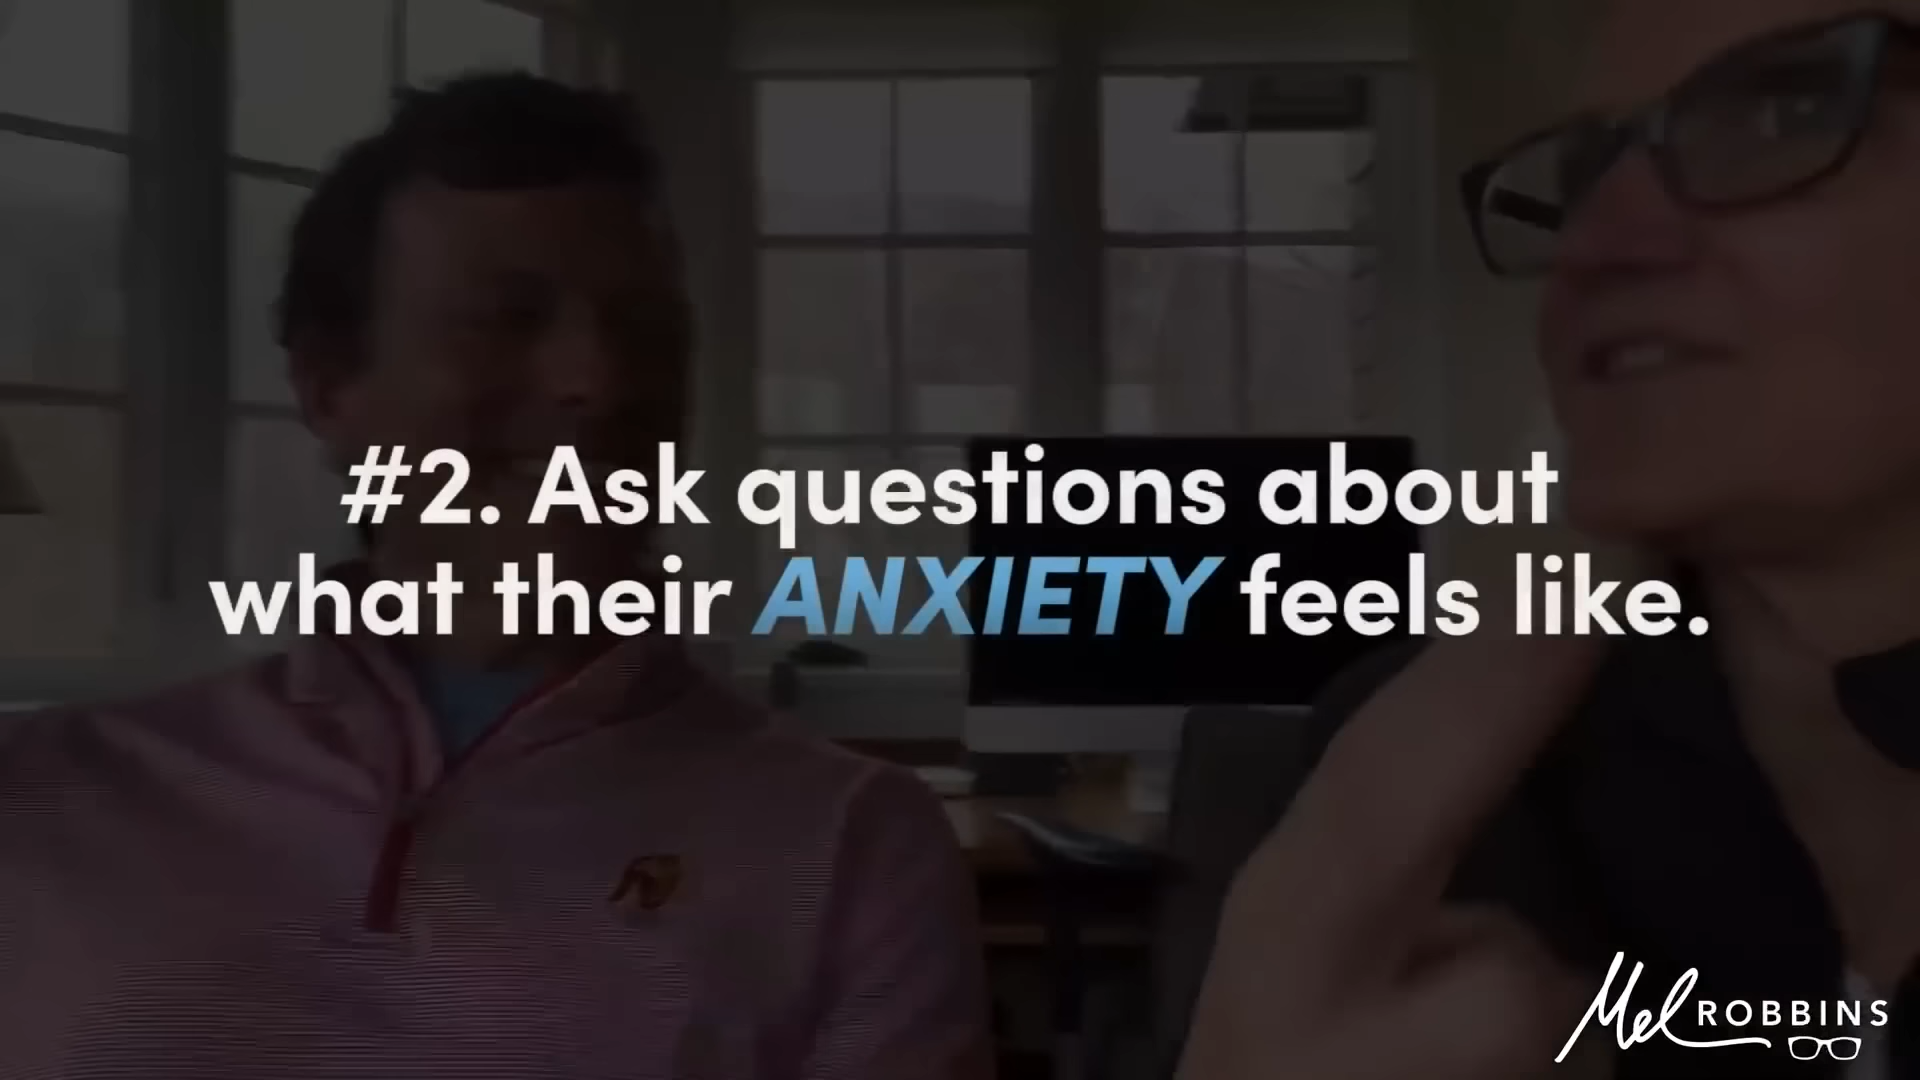 #2. Ask questions about
what their ANXIETY feels like.
Mel ROBBINS